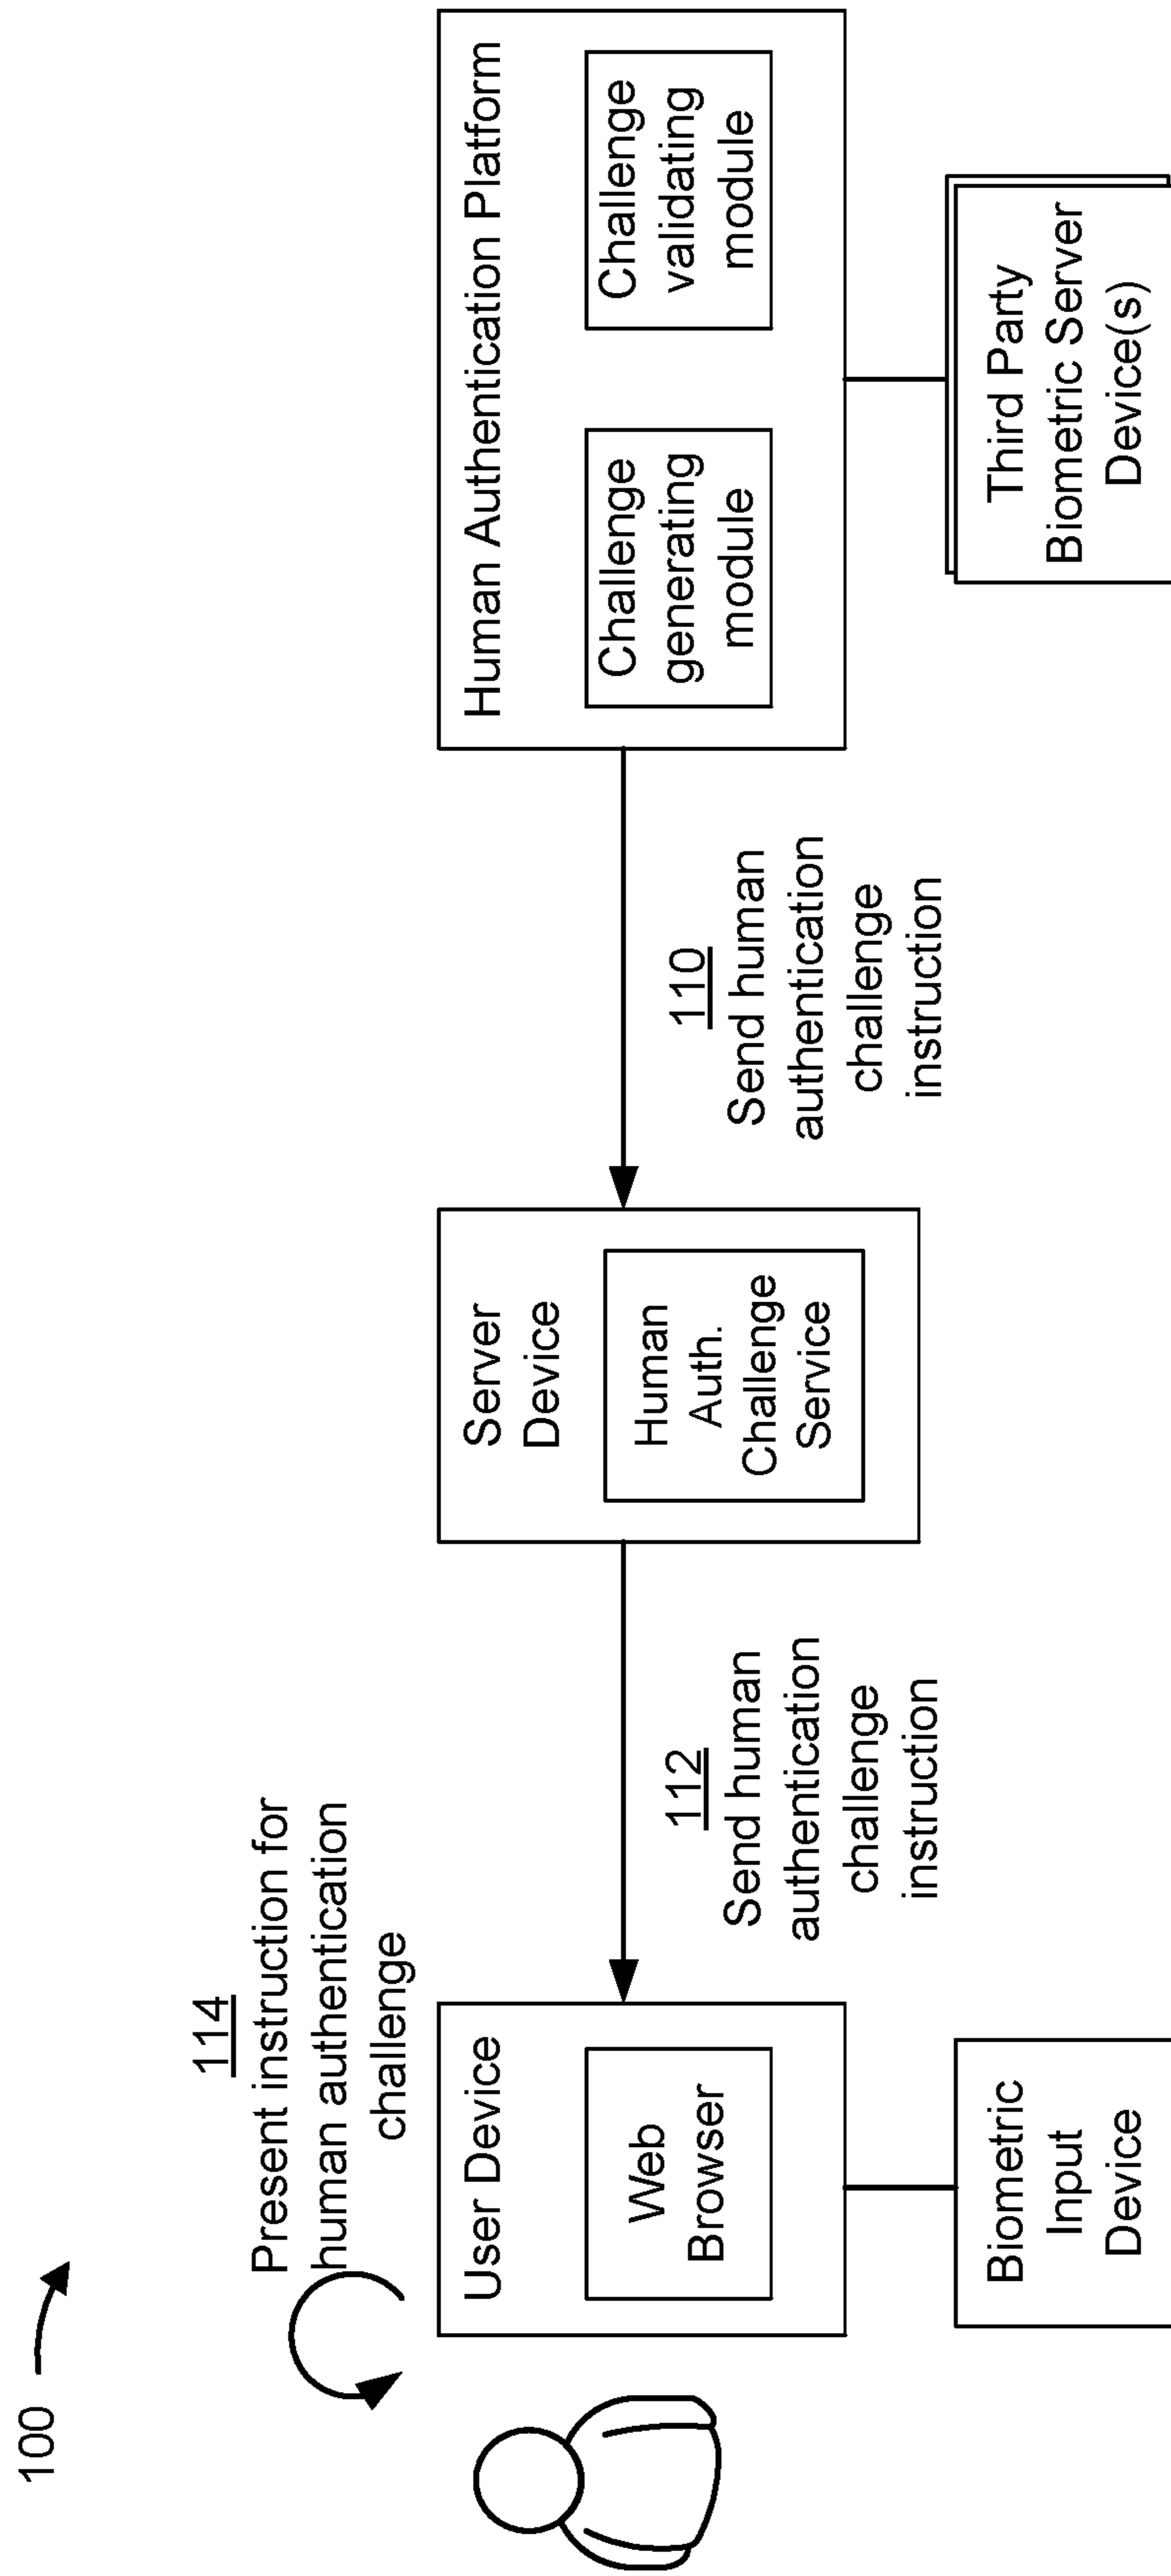 100
114
Present instruction for
human authentication
challenge
User Device
Web
Browser
Biometric
Input
Device
112
Send human
authentication
challenge
instruction
Server
Device
Human
Auth.
Challenge
Service
110
Send human
authentication
challenge
instruction
Human Authentication Platform
Challenge
generating
module
Challenge
validating
module
Third Party
Biometric Server
Device(s)